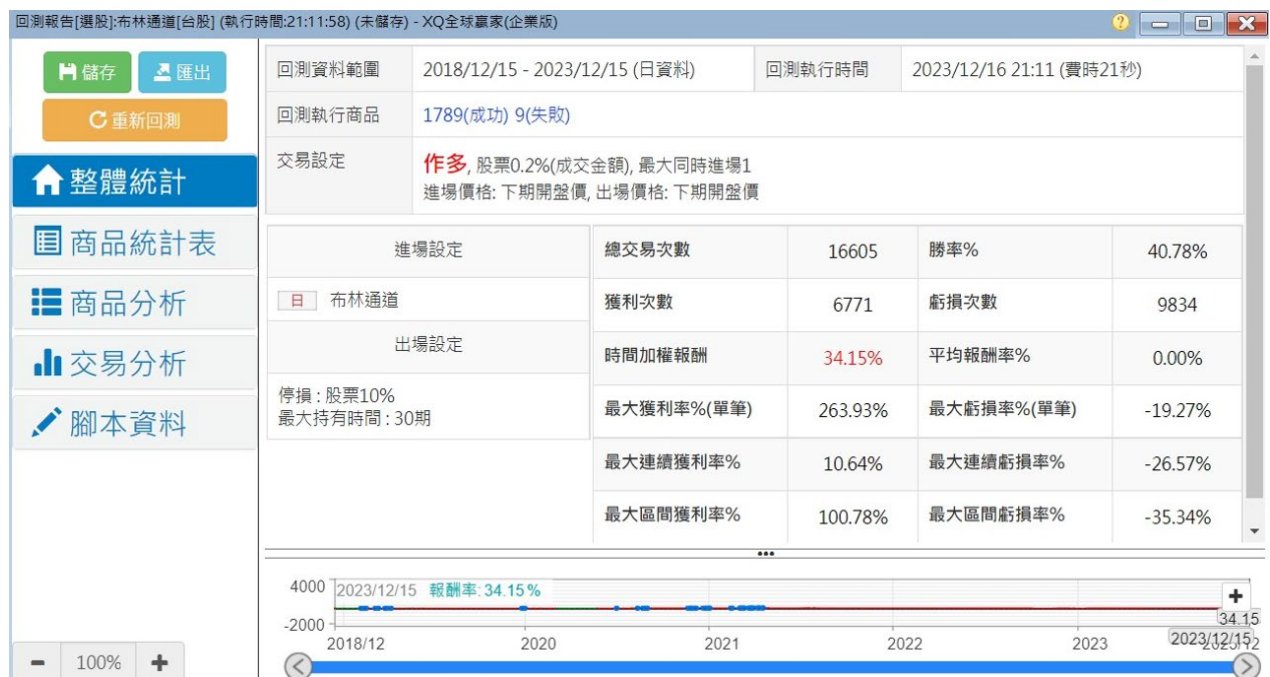 回測報告[選股]:布林通道[台股] (執行時間:21:11:58) (未儲存) - XQ全球贏家(企業版)
儲存 匯出
重新回測
整體統計
商品統計表
商品分析
交易分析
腳本資料
- 100% +
回測資料範圍 2018/12/15 - 2023/12/15 (日資料) 回測執行時間 2023/12/16 21:11 (費時21秒)
回測執行商品 1789(成功) 9(失敗)
交易設定 作多, 股票0.2%(成交金額), 最大同時進場1
進場價格: 下期開盤價, 出場價格: 下期開盤價
進場設定
日 布林通道
出場設定
停損 : 股票10%
最大持有時間 : 30期
總交易次數 16605 勝率% 40.78%
獲利次數 6771 虧損次數 9834
時間加權報酬 34.15% 平均報酬率% 0.00%
最大獲利率%(單筆) 263.93% 最大虧損率%(單筆) -19.27%
最大連續獲利率% 10.64% 最大連續虧損率% -26.57%
最大區間獲利率% 100.78% 最大區間虧損率% -35.34%
4000 2023/12/15 報酬率: 34.15%
-2000
34.15
2018/12 2020 2021 2022 2023 2023/12/15